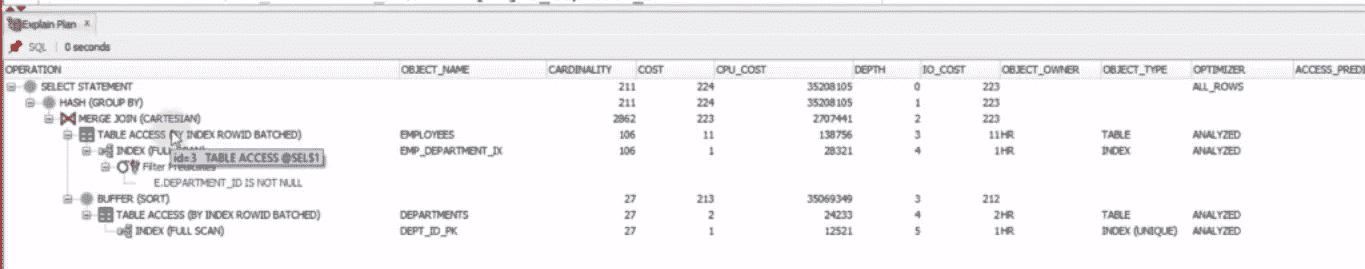 Explain Plan ×
SQL | 0 seconds
OPERATION OBJECT_NAME CARDINALITY COST CPU_COST DEPTH IO_COST OBJECT_OWNER OBJECT_TYPE OPTIMIZER ACCESS_PREDI
SELECT STATEMENT 211 224 35208105 0 223 ALL_ROWS
HASH (GROUP BY) 211 224 35208105 1 223
MERGE JOIN (CARTESIAN) 2862 223 2707441 2 223
TABLE ACCESS (BY INDEX ROWID BATCHED) EMPLOYEES 106 11 138756 3 11 HR TABLE ANALYZED
INDEX (FULL SCAN) EMP_DEPARTMENT_IX 106 1 28321 4 1 HR INDEX ANALYZED
id=3 TABLE ACCESS @SEL$1
Filter Predicates
E.DEPARTMENT_ID IS NOT NULL
BUFFER (SORT) 27 213 35069349 3 212
TABLE ACCESS (BY INDEX ROWID BATCHED) DEPARTMENTS 27 2 24233 4 2 HR TABLE ANALYZED
INDEX (FULL SCAN) DEPT_ID_PK 27 1 12521 5 1 HR INDEX (UNIQUE) ANALYZED